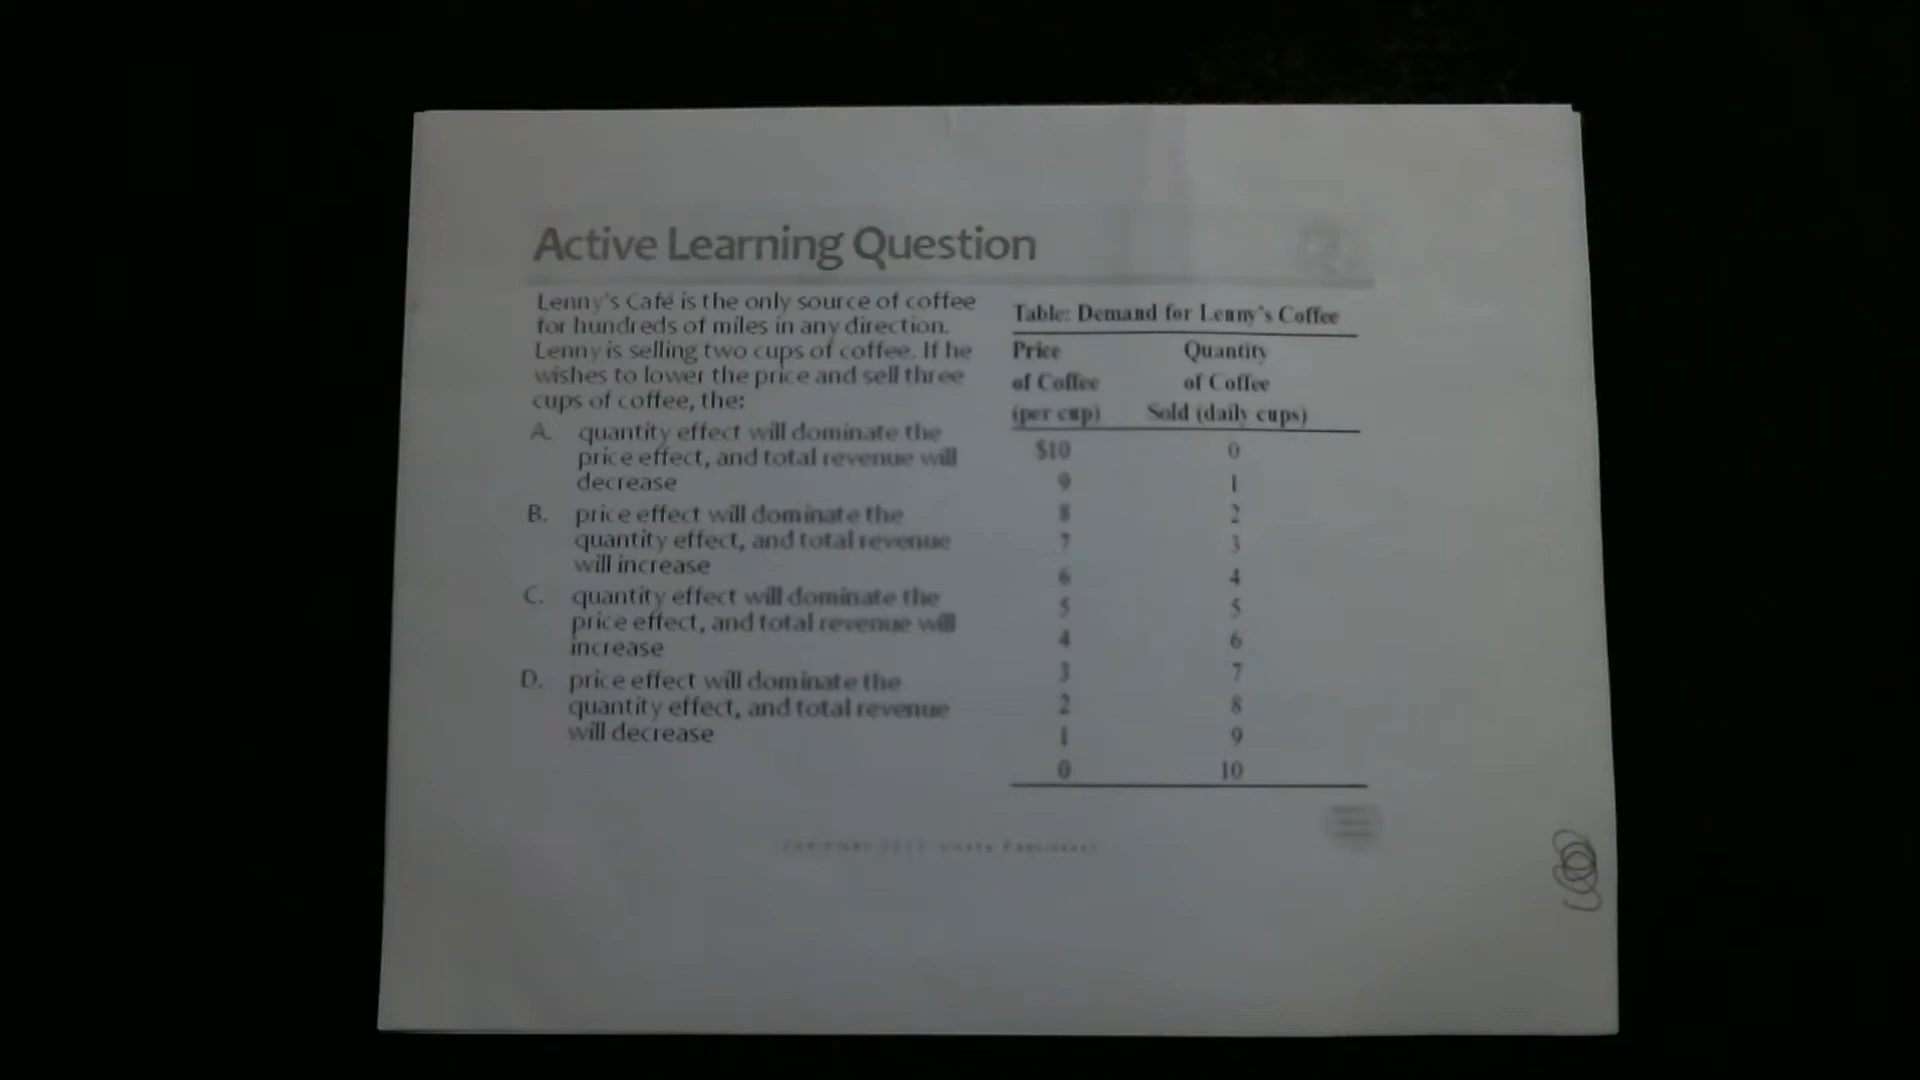 Active Learning Question
Lenny's Café is the only source of coffee
for hundreds of miles in any direction.
Lenny is selling two cups of coffee. If he
wishes to lower the price and sell three
cups of coffee, the:
A. quantity effect will dominate the
price effect, and total revenue will
decrease
B. price effect will dominate the
quantity effect, and total revenue
will increase
C. quantity effect will dominate the
price effect, and total revenue will
increase
D. price effect will dominate the
quantity effect, and total revenue
will decrease
Table: Demand for Lenny's Coffee
Price Quantity
of Coffee of Coffee
(per cup) Sold (daily cups)
$10 0
9 1
8 2
7 3
6 4
5 5
4 6
3 7
2 8
1 9
0 10